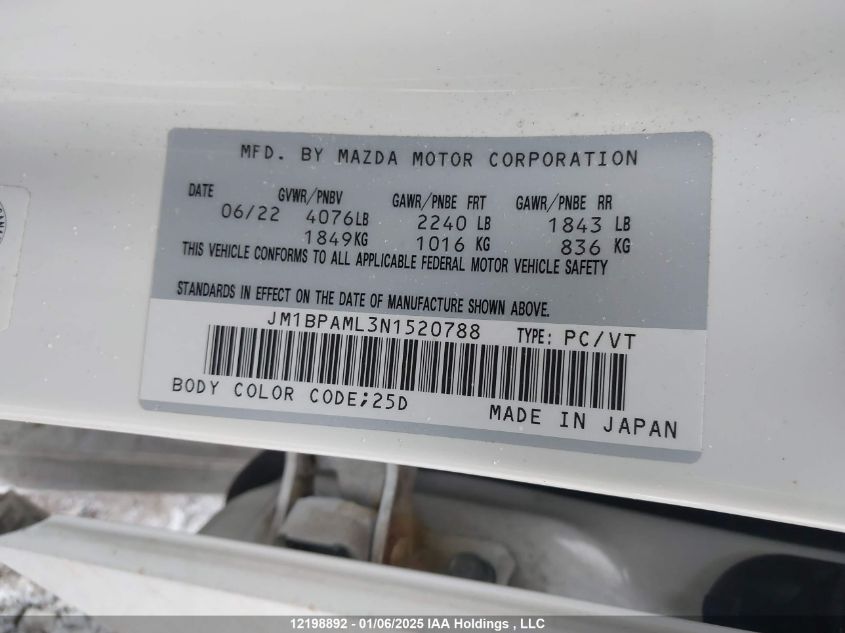 MFD. BY MAZDA MOTOR CORPORATION
DATE GVWR/PNBV GAWR/PNBE FRT GAWR/PNBE RR
06/22 4076LB 2240 LB 1843 LB
1849KG 1016 KG 836 KG
THIS VEHICLE CONFORMS TO ALL APPLICABLE FEDERAL MOTOR VEHICLE SAFETY
STANDARDS IN EFFECT ON THE DATE OF MANUFACTURE SHOWN ABOVE.
JM1BPAML3N1520788 TYPE: PC/VT
BODY COLOR CODE;25D MADE IN JAPAN
12198892 - 01/06/2025 IAA Holdings , LLC